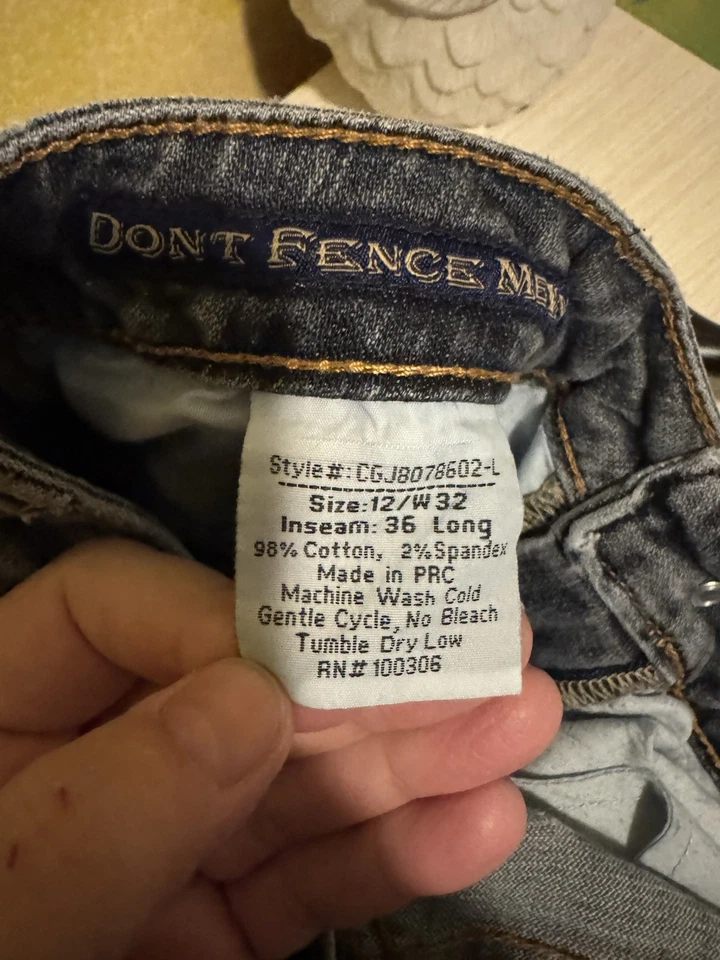 DONT FENCE ME
Style#: CGJ8078602-L
Size:12/W32
Inseam: 36 Long
98% Cotton, 2%Spandex
Made in PRC
Machine Wash Cold
Gentle Cycle, No Bleach
Tumble Dry Low
RN#100306